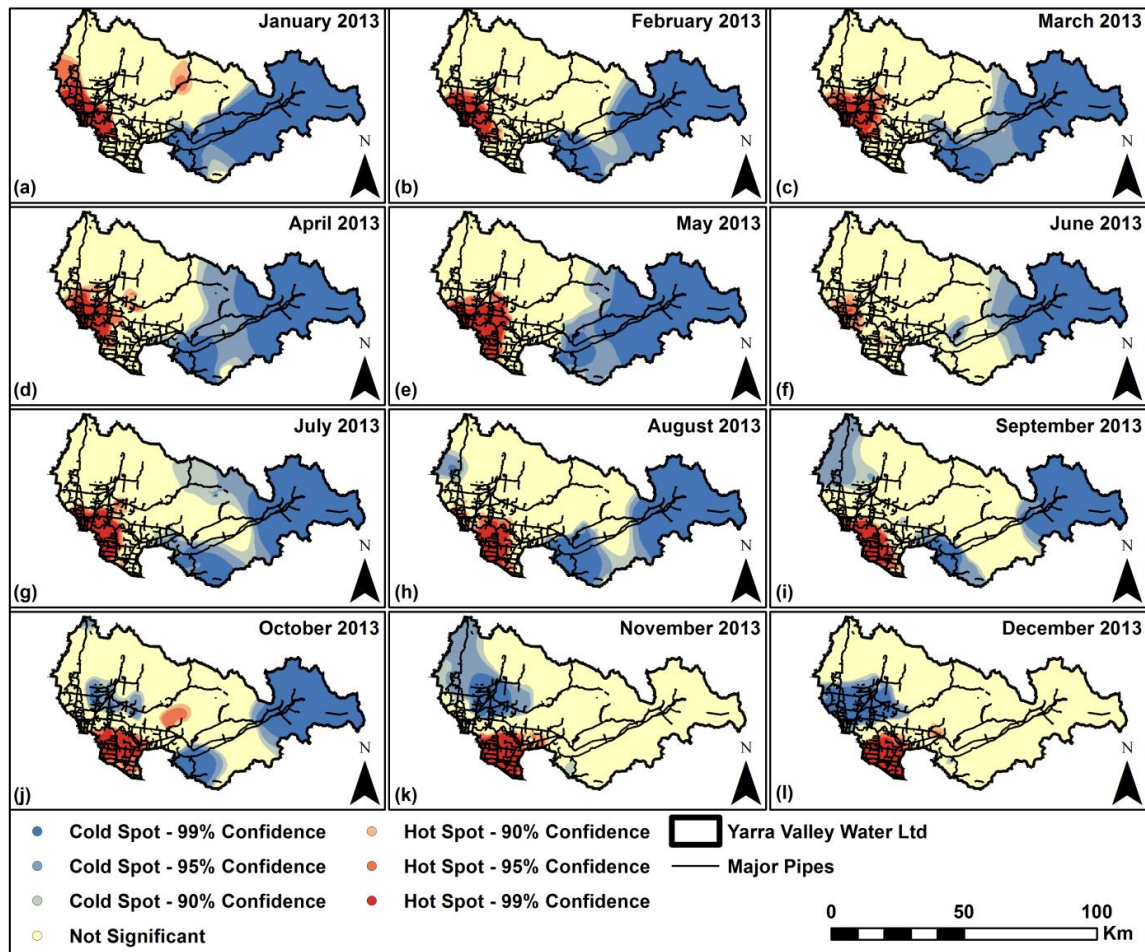 January 2013
N
(a)
February 2013
N
(b)
March 2013
N
(c)
April 2013
N
(d)
May 2013
N
(e)
June 2013
N
(f)
July 2013
N
(g)
August 2013
N
(h)
September 2013
N
(i)
October 2013
N
(j)
November 2013
N
(k)
December 2013
N
(l)
Cold Spot - 99% Confidence
Cold Spot - 95% Confidence
Cold Spot - 90% Confidence
Not Significant
Hot Spot - 90% Confidence
Hot Spot - 95% Confidence
Hot Spot - 99% Confidence
Yarra Valley Water Ltd
Major Pipes
0 50 100
Km